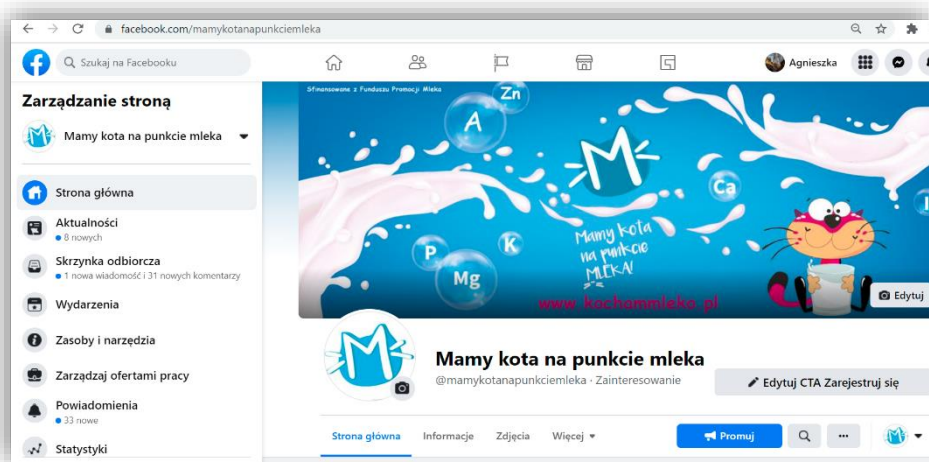 facebook.com/mamykotanapunkciemleka
Szukaj na Facebooku
Agnieszka
Zarządzanie stroną
Mamy kota na punkcie mleka
Strona główna
Aktualności
8 nowych
Skrzynka odbiorcza
1 nowa wiadomość i 31 nowych komentarzy
Wydarzenia
Zasoby i narzędzia
Zarządzaj ofertami pracy
Powiadomienia
33 nowe
Statystyki
Sfinansowane z Funduszu Promocji Mleka
Zn
A
M
Ca
P
K
Mg
Mamy kota
na punkcie
MLEKA!
www.kochammleko.pl
Edytuj
M
Mamy kota na punkcie mleka
@mamykotanapunkciemleka · Zainteresowanie
Edytuj CTA Zarejestruj się
Strona główna Informacje Zdjęcia Więcej
Promuj